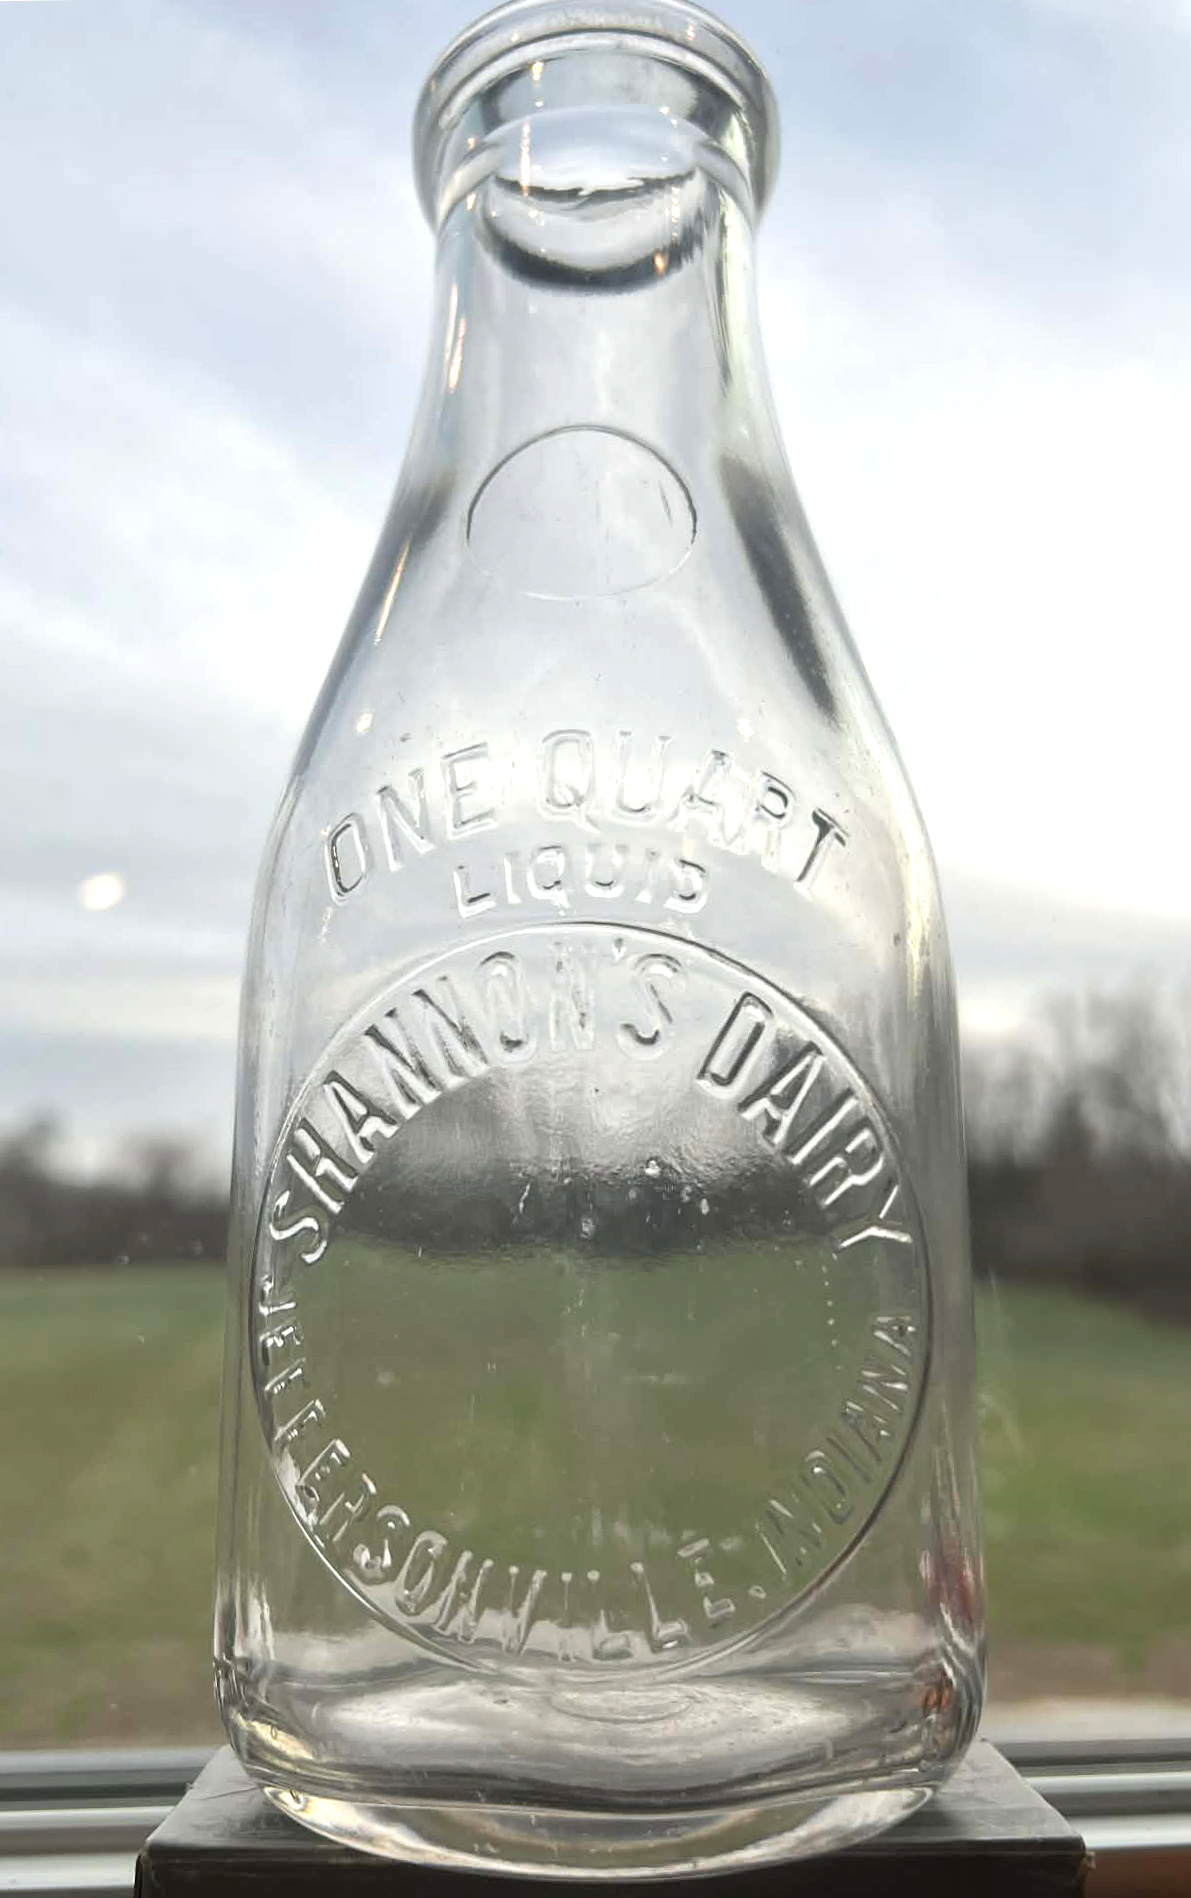 ONE QUART
LIQUID
SHANNON'S DAIRY
JEFFERSONVILLE, INDIANA